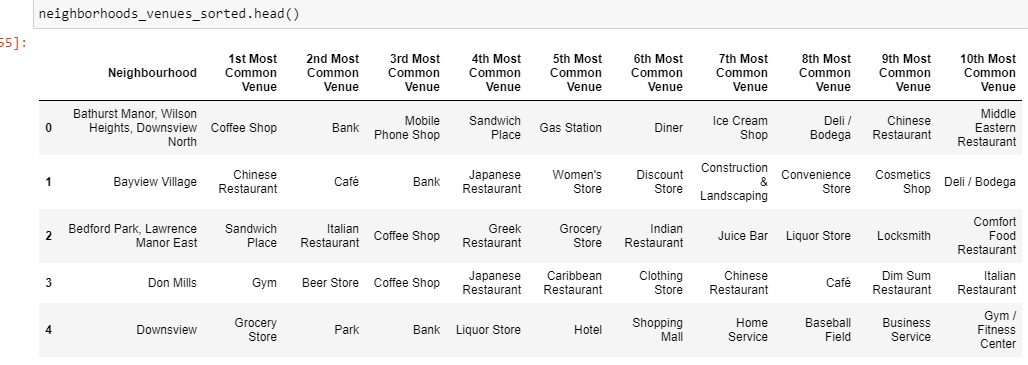 neighborhoods_venues_sorted.head()
55]:
Neighbourhood 1st Most Common Venue 2nd Most Common Venue 3rd Most Common Venue 4th Most Common Venue 5th Most Common Venue 6th Most Common Venue 7th Most Common Venue 8th Most Common Venue 9th Most Common Venue 10th Most Common Venue
0 Bathurst Manor, Wilson Heights, Downsview North Coffee Shop Bank Mobile Phone Shop Sandwich Place Gas Station Diner Ice Cream Shop Deli / Bodega Chinese Restaurant Middle Eastern Restaurant
1 Bayview Village Chinese Restaurant Café Bank Japanese Restaurant Women's Store Discount Store Construction & Landscaping Convenience Store Cosmetics Shop Deli / Bodega
2 Bedford Park, Lawrence Manor East Sandwich Place Italian Restaurant Coffee Shop Greek Restaurant Grocery Store Indian Restaurant Juice Bar Liquor Store Locksmith Comfort Food Restaurant
3 Don Mills Gym Beer Store Coffee Shop Japanese Restaurant Caribbean Restaurant Clothing Store Chinese Restaurant Café Dim Sum Restaurant Italian Restaurant
4 Downsview Grocery Store Park Bank Liquor Store Hotel Shopping Mall Home Service Baseball Field Business Service Gym / Fitness Center